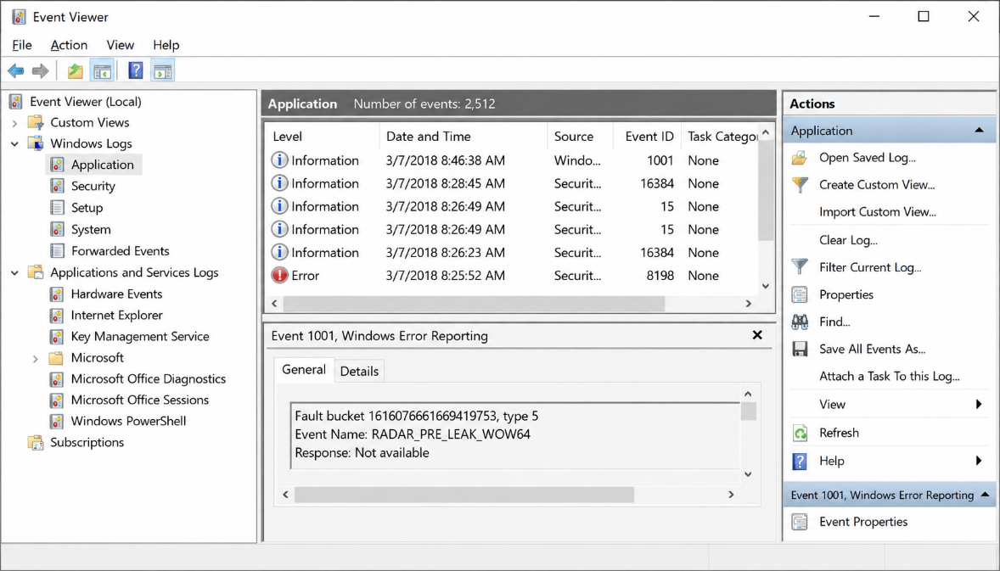 Event Viewer
File Action View Help
Event Viewer (Local)
Custom Views
Windows Logs
Application
Security
Setup
System
Forwarded Events
Applications and Services Logs
Hardware Events
Internet Explorer
Key Management Service
Microsoft
Microsoft Office Diagnostics
Microsoft Office Sessions
Windows PowerShell
Subscriptions
Application Number of events: 2,512
Level Date and Time Source Event ID Task Categor
Information 3/7/2018 8:46:38 AM Windo... 1001 None
Information 3/7/2018 8:28:45 AM Securit... 16384 None
Information 3/7/2018 8:26:49 AM Securit... 15 None
Information 3/7/2018 8:26:49 AM Securit... 15 None
Information 3/7/2018 8:26:23 AM Securit... 16384 None
Error 3/7/2018 8:25:52 AM Securit... 8198 None
Event 1001, Windows Error Reporting
General Details
Fault bucket 1616076661669419753, type 5
Event Name: RADAR_PRE_LEAK_WOW64
Response: Not available
Actions
Application
Open Saved Log...
Create Custom View...
Import Custom View...
Clear Log...
Filter Current Log...
Properties
Find...
Save All Events As...
Attach a Task To this Log...
View
Refresh
Help
Event 1001, Windows Error Reporting
Event Properties